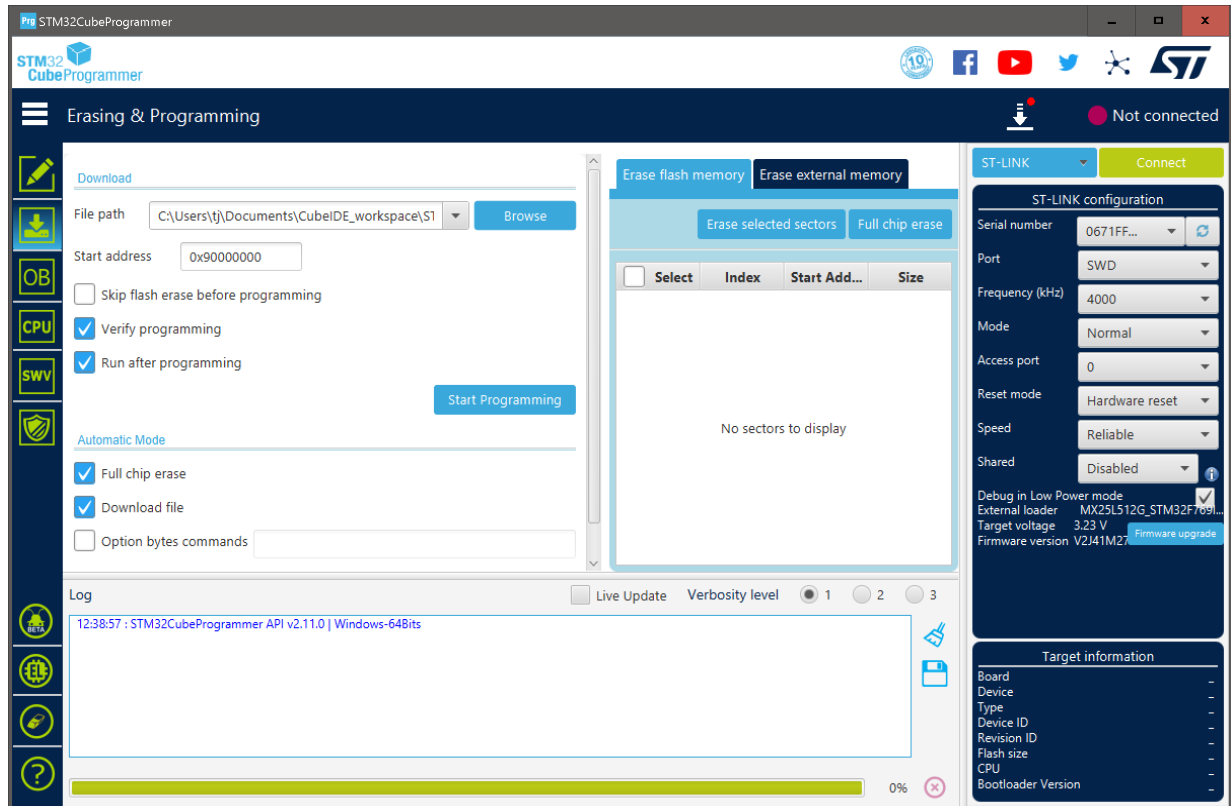 Prg STM32CubeProgrammer
STM32
CubeProgrammer
10
Erasing & Programming
Not connected
Download
File path C:\Users\tj\Documents\CubeIDE_workspace\ST Browse
Start address 0x90000000
Skip flash erase before programming
Verify programming
Run after programming
Start Programming
Automatic Mode
Full chip erase
Download file
Option bytes commands
OB
CPU
SWV
BETA
EL
?
Erase flash memory Erase external memory
Erase selected sectors Full chip erase
Select Index Start Add... Size
No sectors to display
ST-LINK Connect
ST-LINK configuration
Serial number 0671FF...
Port SWD
Frequency (kHz) 4000
Mode Normal
Access port 0
Reset mode Hardware reset
Speed Reliable
Shared Disabled
Debug in Low Power mode
External loader MX25L512G_STM32F769I...
Target voltage 3.23 V
Firmware version V2J41M27 Firmware upgrade
Log Live Update Verbosity level 1 2 3
12:38:57 : STM32CubeProgrammer API v2.11.0 | Windows-64Bits
0%
Target information
Board _
Device _
Type _
Device ID _
Revision ID _
Flash size _
CPU _
Bootloader Version _